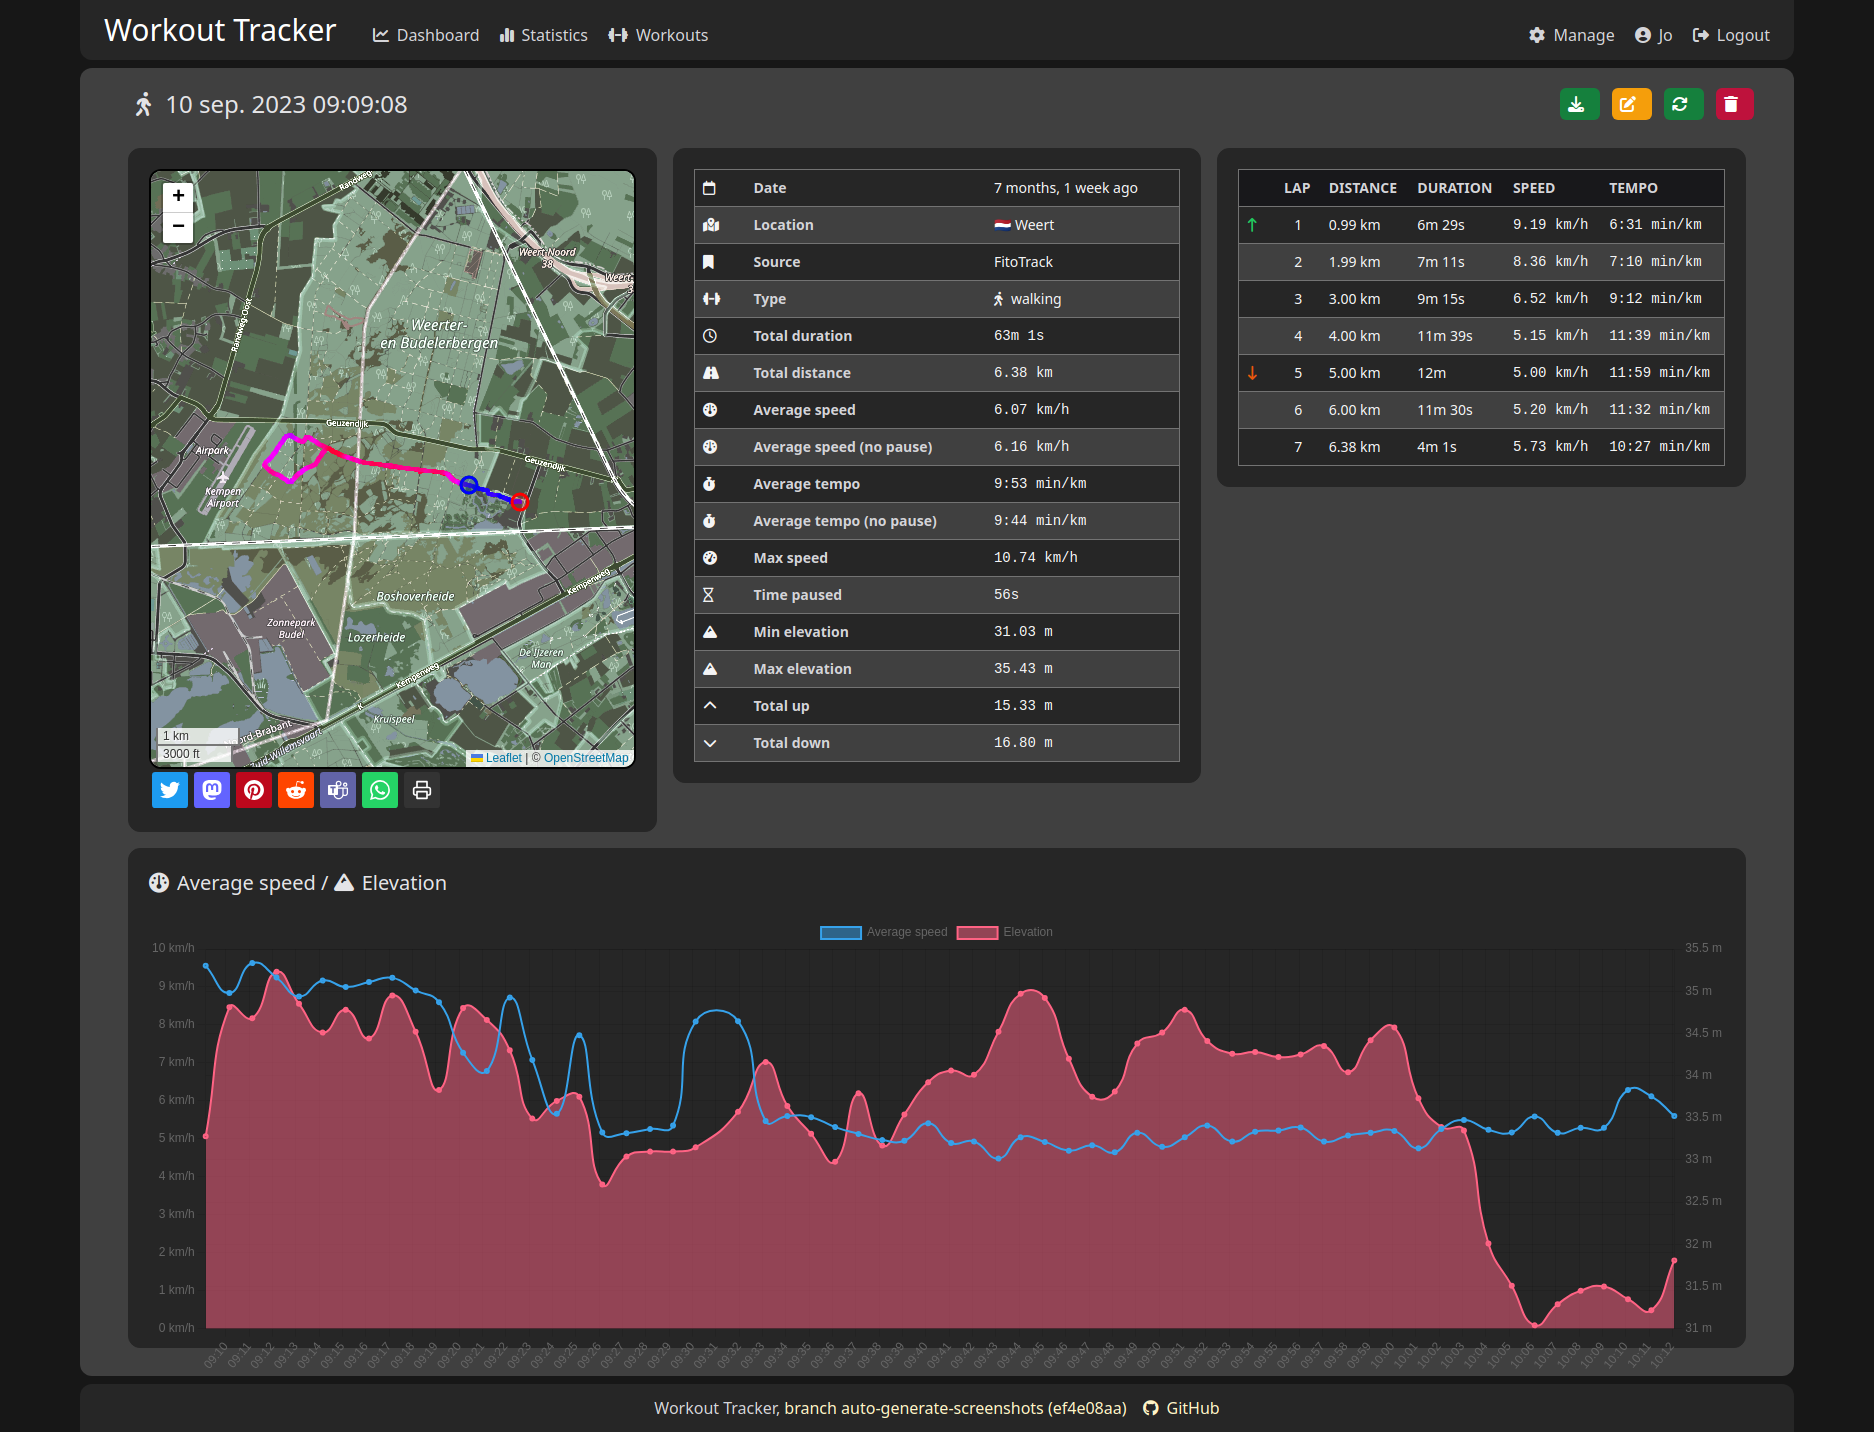 Workout Tracker Dashboard Statistics Workouts Manage Jo Logout
10 sep. 2023 09:09:08
+
−
Randweg
Weert-Noord
38
Weert-
Randweg-Oost
Weerter-
en Budelerbergen
Geuzendijk
Airpark
Geuzendijk
Kempen
Airport
Kempenweg
Boshoverheide
Zonnepark
Budel
Lozerheide
De IJzeren
Man
Kempenweg
Kruispeel
Noord-Brabant
Zuid-Willemsvaart
1 km
3000 ft
Leaflet | © OpenStreetMap
Date 7 months, 1 week ago
Location Weert
Source FitoTrack
Type walking
Total duration 63m 1s
Total distance 6.38 km
Average speed 6.07 km/h
Average speed (no pause) 6.16 km/h
Average tempo 9:53 min/km
Average tempo (no pause) 9:44 min/km
Max speed 10.74 km/h
Time paused 56s
Min elevation 31.03 m
Max elevation 35.43 m
Total up 15.33 m
Total down 16.80 m
LAP DISTANCE DURATION SPEED TEMPO
1 0.99 km 6m 29s 9.19 km/h 6:31 min/km
2 1.99 km 7m 11s 8.36 km/h 7:10 min/km
3 3.00 km 9m 15s 6.52 km/h 9:12 min/km
4 4.00 km 11m 39s 5.15 km/h 11:39 min/km
5 5.00 km 12m 5.00 km/h 11:59 min/km
6 6.00 km 11m 30s 5.20 km/h 11:32 min/km
7 6.38 km 4m 1s 5.73 km/h 10:27 min/km
Average speed / Elevation
Average speed Elevation
10 km/h
9 km/h
8 km/h
7 km/h
6 km/h
5 km/h
4 km/h
3 km/h
2 km/h
1 km/h
0 km/h
35.5 m
35 m
34.5 m
34 m
33.5 m
33 m
32.5 m
32 m
31.5 m
31 m
09:10 09:11 09:12 09:13 09:14 09:15 09:16 09:17 09:18 09:19 09:20 09:21 09:22 09:23 09:24 09:25 09:26 09:27 09:28 09:29 09:30 09:31 09:32 09:33 09:34 09:35 09:36 09:37 09:38 09:39 09:40 09:41 09:42 09:43 09:44 09:45 09:46 09:47 09:48 09:49 09:50 09:51 09:52 09:53 09:54 09:55 09:56 09:57 09:58 09:59 10:00 10:01 10:02 10:03 10:04 10:05 10:06 10:07 10:08 10:09 10:10 10:11 10:12
Workout Tracker, branch auto-generate-screenshots (ef4e08aa) GitHub